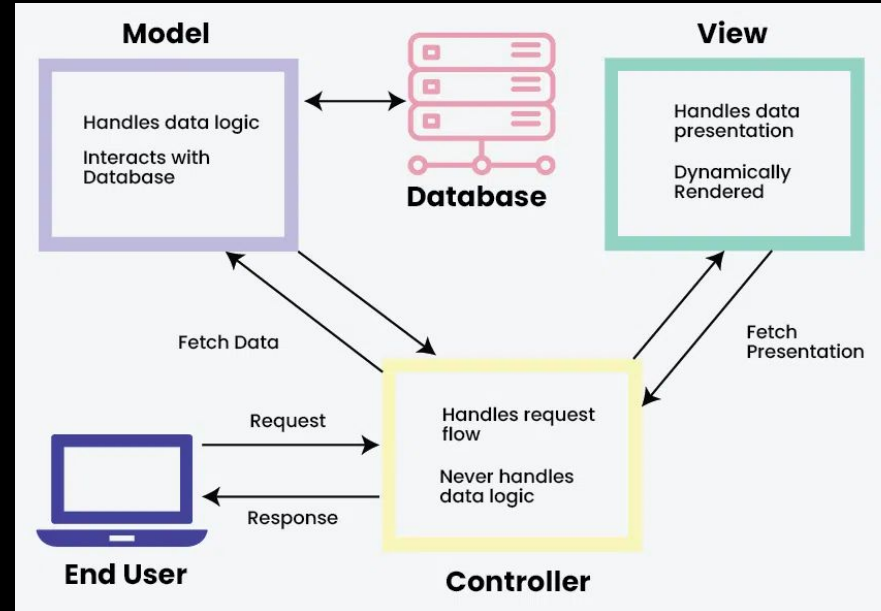 Model
View
Handles data logic
Interacts with
Database
Handles data
presentation
Dynamically
Rendered
Database
Fetch Data
Fetch
Presentation
Request
Handles request
flow
Never handles
data logic
Response
End User
Controller